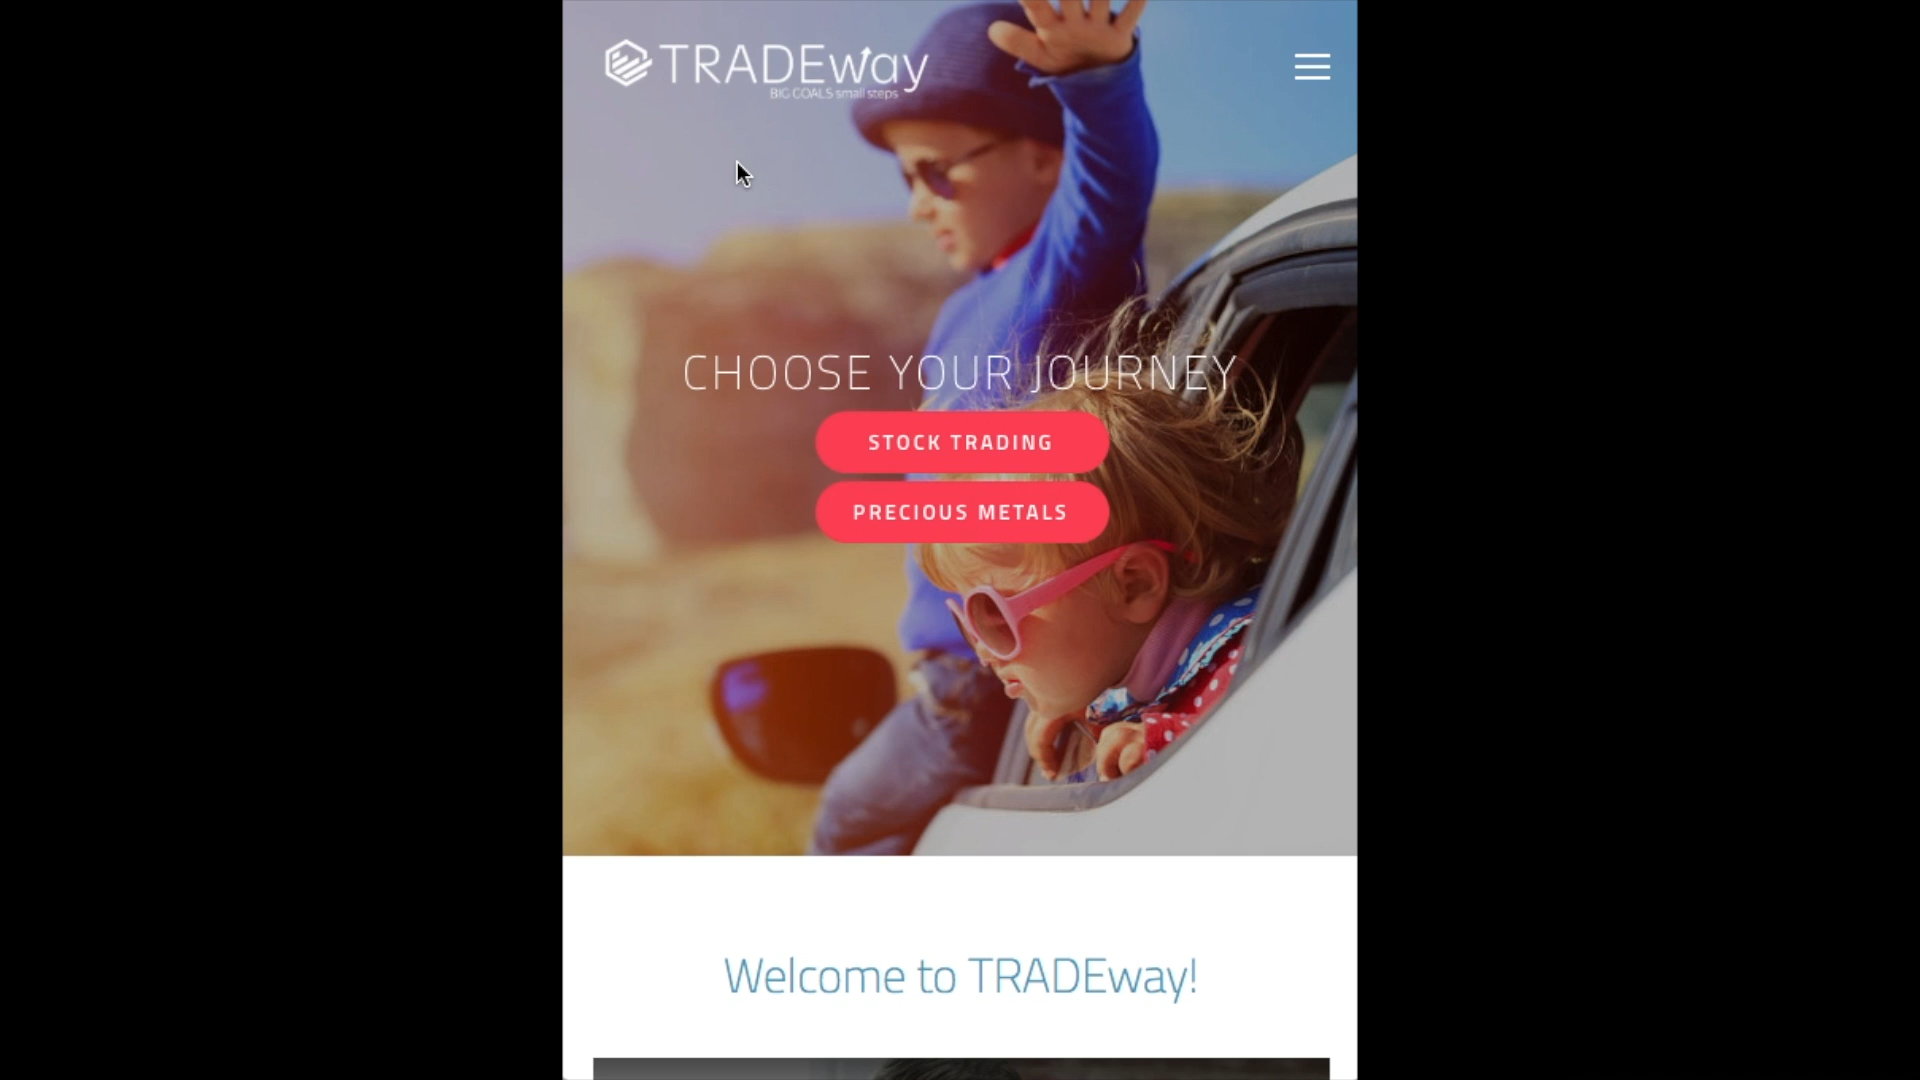 TRADEway
BIG GOALS small steps
CHOOSE YOUR JOURNEY
STOCK TRADING
PRECIOUS METALS
Welcome to TRADEway!